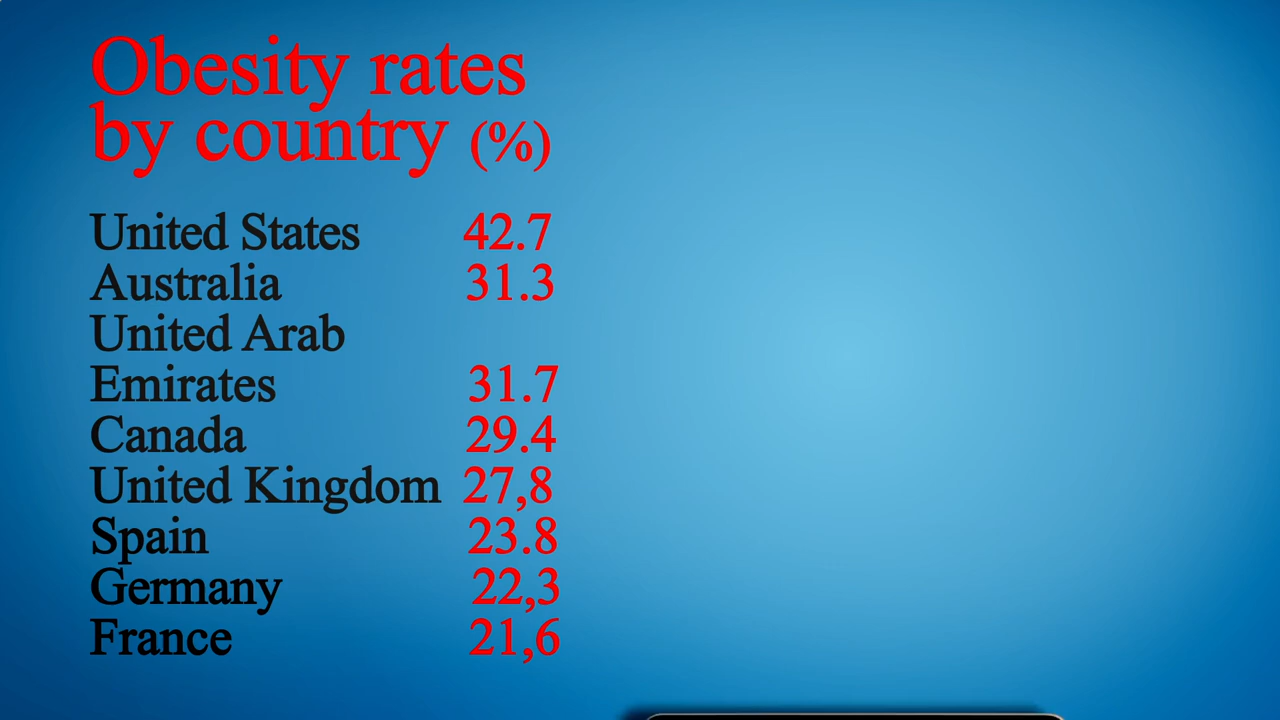 Obesity rates
by country (%)
United States 42.7
Australia 31.3
United Arab
Emirates 31.7
Canada 29.4
United Kingdom 27,8
Spain 23.8
Germany 22,3
France 21,6